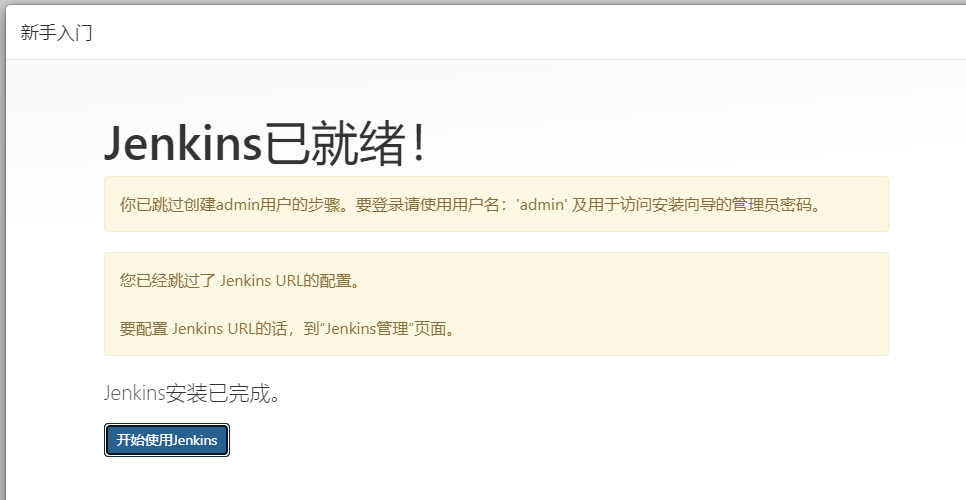 新手入门
Jenkins已就绪！
你已跳过创建admin用户的步骤。要登录请使用用户名：'admin' 及用于访问安装向导的管理员密码。
您已经跳过了 Jenkins URL的配置。
要配置 Jenkins URL的话，到“Jenkins管理”页面。
Jenkins安装已完成。
开始使用Jenkins